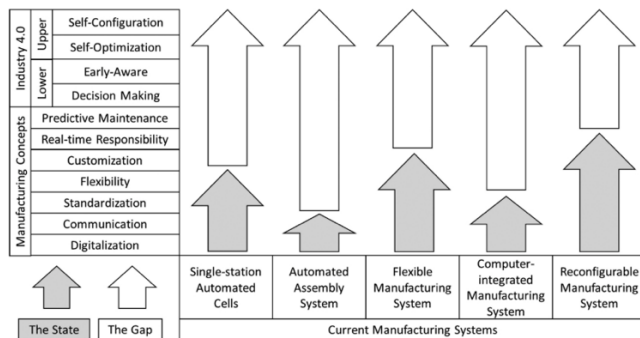 Industry 4.0
Upper
Self-Configuration
Self-Optimization
Lower
Early-Aware
Decision Making
Manufacturing Concepts
Predictive Maintenance
Real-time Responsibility
Customization
Flexibility
Standardization
Communication
Digitalization
Single-station
Automated
Cells
Automated
Assembly
System
Flexible
Manufacturing
System
Computer-
integrated
Manufacturing
System
Reconfigurable
Manufacturing
System
The State
The Gap
Current Manufacturing Systems